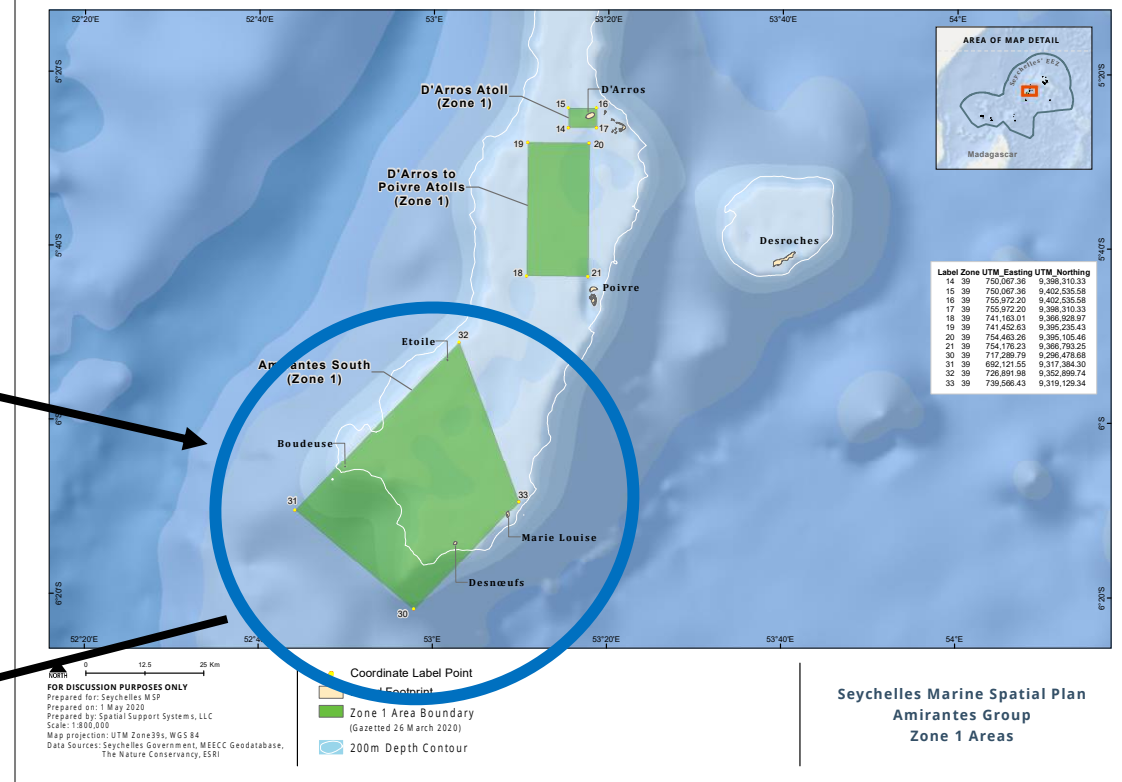 52°20'E
52°40'E
53°E
53°20'E
53°40'E
54°E
AREA OF MAP DETAIL
Seychelles' EEZ
Madagascar
5°20'S
5°20'S
D'Arros Atoll
(Zone 1)
D'Arros
15
16
14
17
19
20
D'Arros to
Poivre Atolls
(Zone 1)
Desroches
5°40'S
5°40'S
18
21
Poivre
Label Zone UTM_Easting UTM_Northing
14 39 750,067.36 9,398,310.33
15 39 750,067.36 9,402,535.58
16 39 755,972.20 9,402,535.58
17 39 755,972.20 9,398,310.33
18 39 741,163.01 9,366,928.97
19 39 741,452.63 9,395,235.43
20 39 754,463.26 9,395,105.46
21 39 754,176.23 9,366,793.25
30 39 717,289.79 9,296,478.68
31 39 692,121.55 9,317,384.30
32 39 726,891.98 9,352,899.74
33 39 739,566.43 9,319,129.34
32
Etoile
Amirantes South
(Zone 1)
6°S
Boudeuse
31
33
Marie Louise
Desnœufs
30
6°20'S
6°20'S
52°20'E
52°4
53°E
53°20'E
53°40'E
54°E
NORTH
0 12.5 25 Km
FOR DISCUSSION PURPOSES ONLY
Prepared for: Seychelles MSP
Prepared on: 1 May 2020
Prepared by: Spatial Support Systems, LLC
Scale: 1:800,000
Map projection: UTM Zone39s, WGS 84
Data Sources: Seychelles Government, MEECC Geodatabase,
The Nature Conservancy, ESRI
Coordinate Label Point
Footprint
Zone 1 Area Boundary
(Gazetted 26 March 2020)
200m Depth Contour
Seychelles Marine Spatial Plan
Amirantes Group
Zone 1 Areas